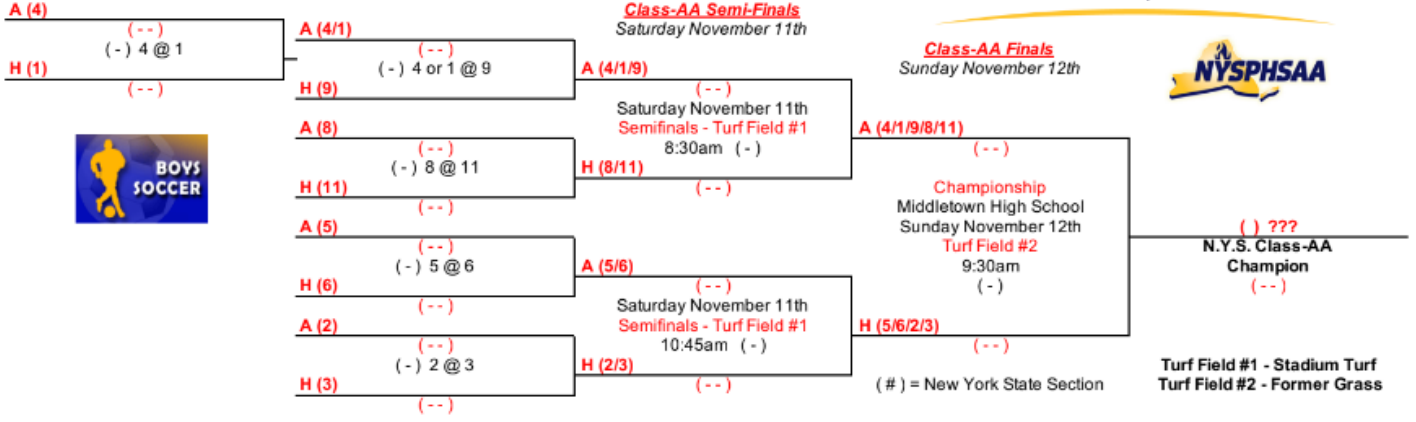 A (4)
( - - )
( - ) 4 @ 1
H (1)
( - - )
BOYS
SOCCER
A (4/1)
( - - )
( - ) 4 or 1 @ 9
H (9)
A (8)
( - - )
( - ) 8 @ 11
H (11)
( - - )
A (5)
( - - )
( - ) 5 @ 6
H (6)
( - - )
A (2)
( - - )
( - ) 2 @ 3
H (3)
( - - )
Class-AA Semi-Finals
Saturday November 11th
A (4/1/9)
( - - )
Saturday November 11th
Semifinals - Turf Field #1
8:30am ( - )
H (8/11)
( - - )
A (5/6)
( - - )
Saturday November 11th
Semifinals - Turf Field #1
10:45am ( - )
H (2/3)
( - - )
Class-AA Finals
Sunday November 12th
A (4/1/9/8/11)
( - - )
Championship
Middletown High School
Sunday November 12th
Turf Field #2
9:30am
( - )
H (5/6/2/3)
( - - )
( # ) = New York State Section
NYSPHSAA
( ) ???
N.Y.S. Class-AA
Champion
( - - )
Turf Field #1 - Stadium Turf
Turf Field #2 - Former Grass